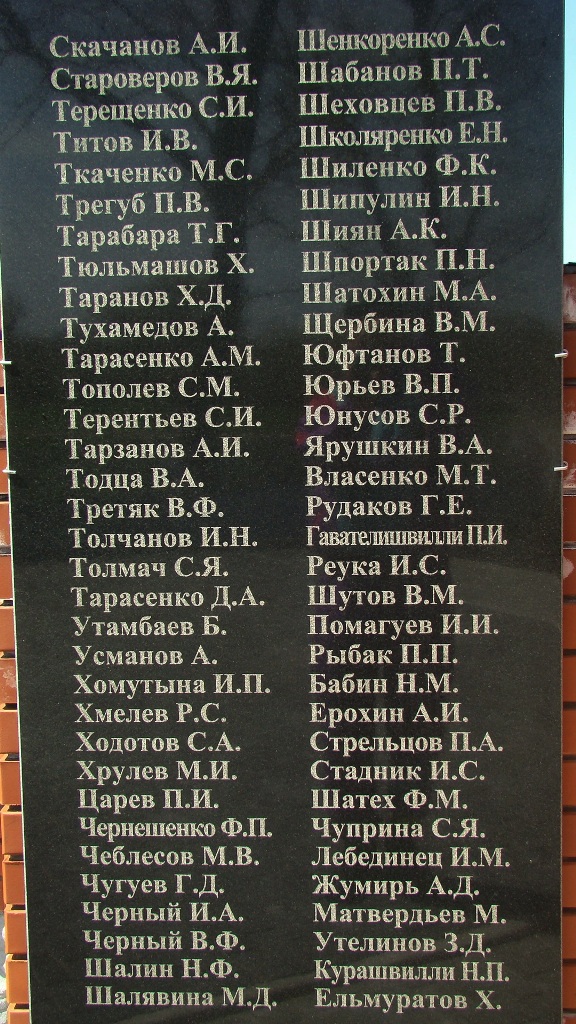 Скачанов А.И.
Староверов В.Я.
Терещенко С.И.
Титов И.В.
Ткаченко М.С.
Трегуб П.В.
Тарабара Т.Г.
Тюльмашов Х.
Таранов Х.Д.
Тухамедов А.
Тарасенко А.М.
Тополев С.М.
Терентьев С.И.
Тарзанов А.И.
Тодца В.А.
Третяк В.Ф.
Толчанов И.Н.
Толмач С.Я.
Тарасенко Д.А.
Утамбаев Б.
Усманов А.
Хомутына И.П.
Хмелев Р.С.
Ходотов С.А.
Хрулев М.И.
Царев П.И.
Чернешенко Ф.П.
Чеблесов М.В.
Чугуев Г.Д.
Черный И.А.
Черный В.Ф.
Шалин Н.Ф.
Шалявина М.Д.
Шенкоренко А.С.
Шабанов П.Т.
Шеховцев П.В.
Школяренко Е.Н.
Шиленко Ф.К.
Шипулин И.Н.
Шиян А.К.
Шпортак П.Н.
Шатохин М.А.
Щербина В.М.
Юфтанов Т.
Юрьев В.П.
Юнусов С.Р.
Ярушкин В.А.
Власенко М.Т.
Рудаков Г.Е.
Гавателишвилли П.И.
Реука И.С.
Шутов В.М.
Помагуев И.И.
Рыбак П.П.
Бабин Н.М.
Ерохин А.И.
Стрельцов П.А.
Стадник И.С.
Шатех Ф.М.
Чуприна С.Я.
Лебединец И.М.
Жумирь А.Д.
Матвердьев М.
Утелинов З.Д.
Курашвилли Н.П.
Ельмуратов Х.